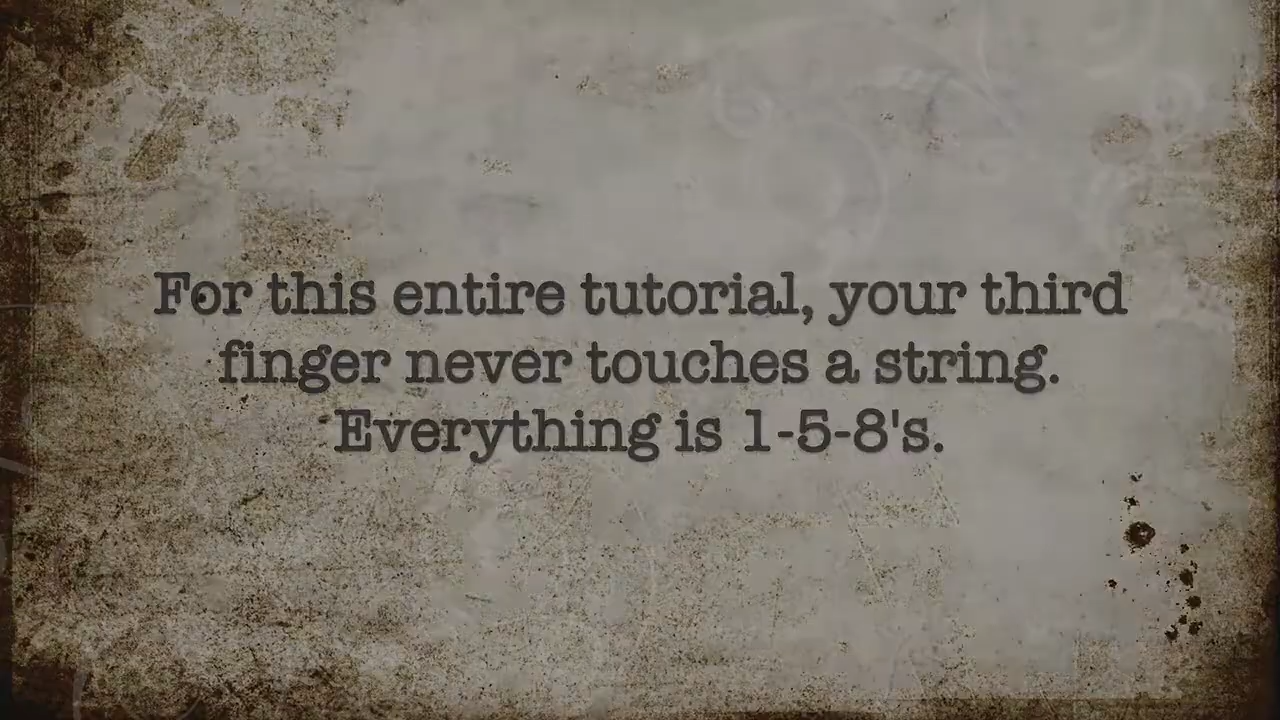 For this entire tutorial, your third
finger never touches a string.
Everything is 1-5-8's.